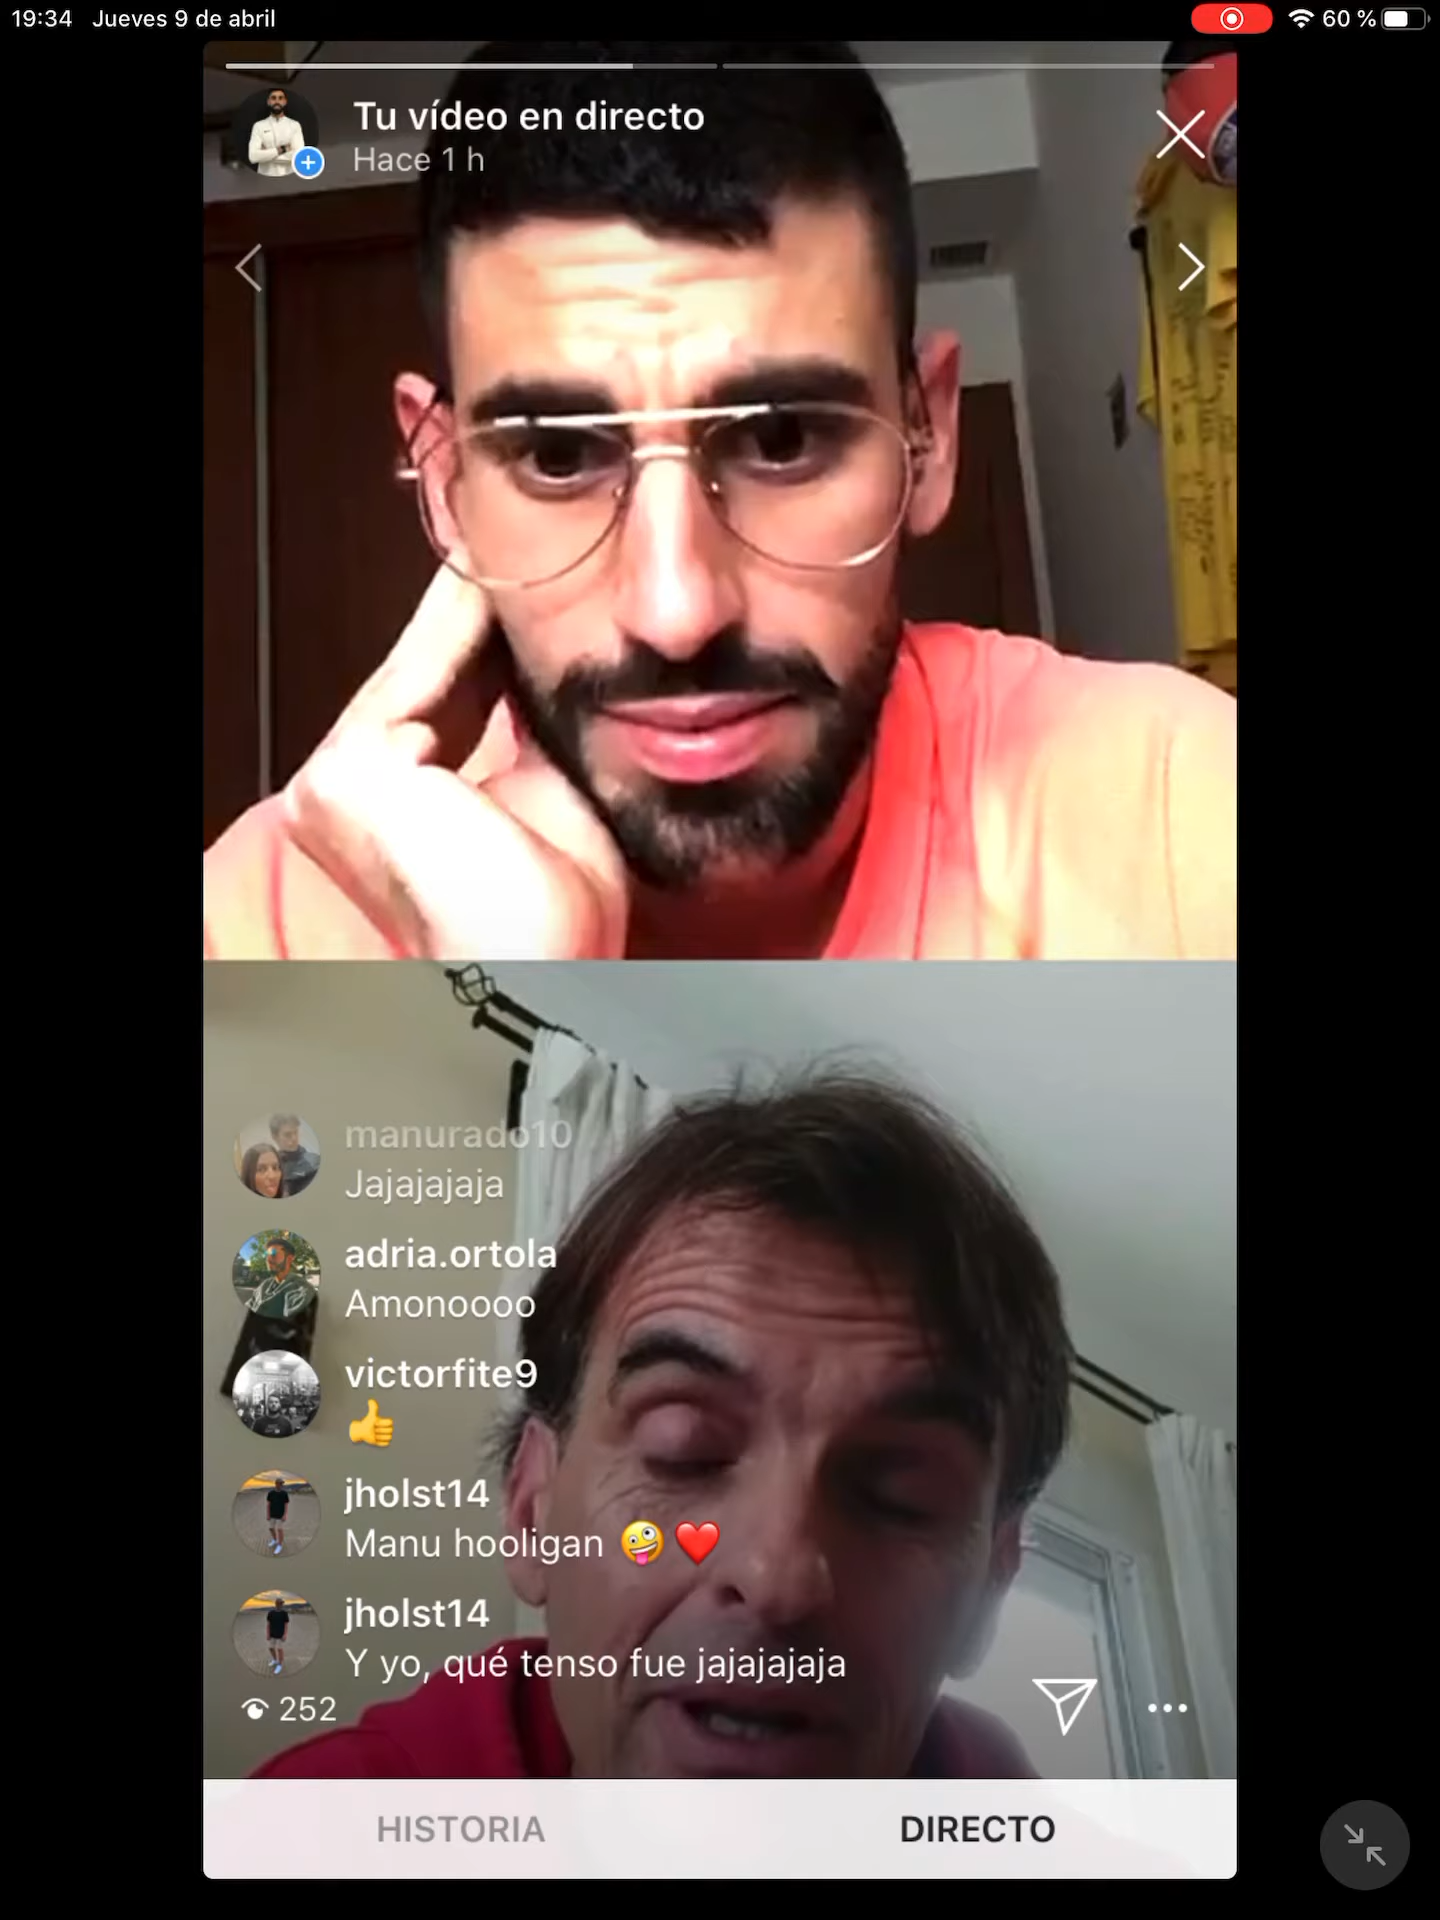 19:34 Jueves 9 de abril
60 %
Tu vídeo en directo
Hace 1 h
manurado10
Jajajajaja
adria.ortola
Amonoooo
victorfite9
👍
jholst14
Manu hooligan 🤪❤️
jholst14
Y yo, qué tenso fue jajajajaja
252
HISTORIA
DIRECTO